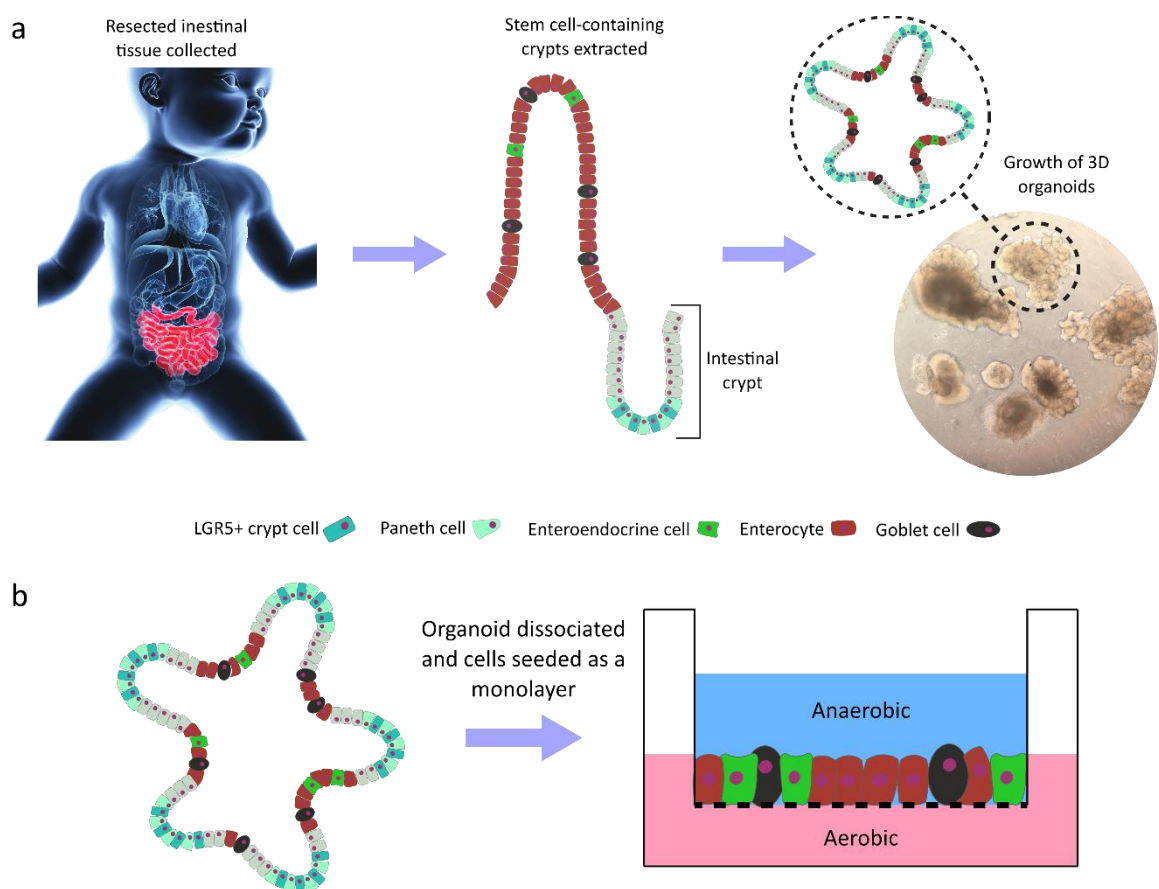 a
Resected inestinal
tissue collected
Stem cell-containing
crypts extracted
Growth of 3D
organoids
Intestinal
crypt
LGR5+ crypt cell
Paneth cell
Enteroendocrine cell
Enterocyte
Goblet cell
b
Organoid dissociated
and cells seeded as a
monolayer
Anaerobic
Aerobic